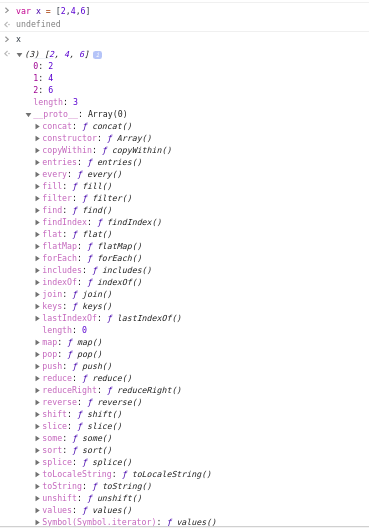 > var x = [2,4,6]
< undefined
> x
< ▼(3) [2, 4, 6] i
0: 2
1: 4
2: 6
length: 3
▼__proto__: Array(0)
▶concat: ƒ concat()
▶constructor: ƒ Array()
▶copyWithin: ƒ copyWithin()
▶entries: ƒ entries()
▶every: ƒ every()
▶fill: ƒ fill()
▶filter: ƒ filter()
▶find: ƒ find()
▶findIndex: ƒ findIndex()
▶flat: ƒ flat()
▶flatMap: ƒ flatMap()
▶forEach: ƒ forEach()
▶includes: ƒ includes()
▶indexOf: ƒ indexOf()
▶join: ƒ join()
▶keys: ƒ keys()
▶lastIndexOf: ƒ lastIndexOf()
length: 0
▶map: ƒ map()
▶pop: ƒ pop()
▶push: ƒ push()
▶reduce: ƒ reduce()
▶reduceRight: ƒ reduceRight()
▶reverse: ƒ reverse()
▶shift: ƒ shift()
▶slice: ƒ slice()
▶some: ƒ some()
▶sort: ƒ sort()
▶splice: ƒ splice()
▶toLocaleString: ƒ toLocaleString()
▶toString: ƒ toString()
▶unshift: ƒ unshift()
▶values: ƒ values()
▶Symbol(Symbol.iterator): ƒ values()